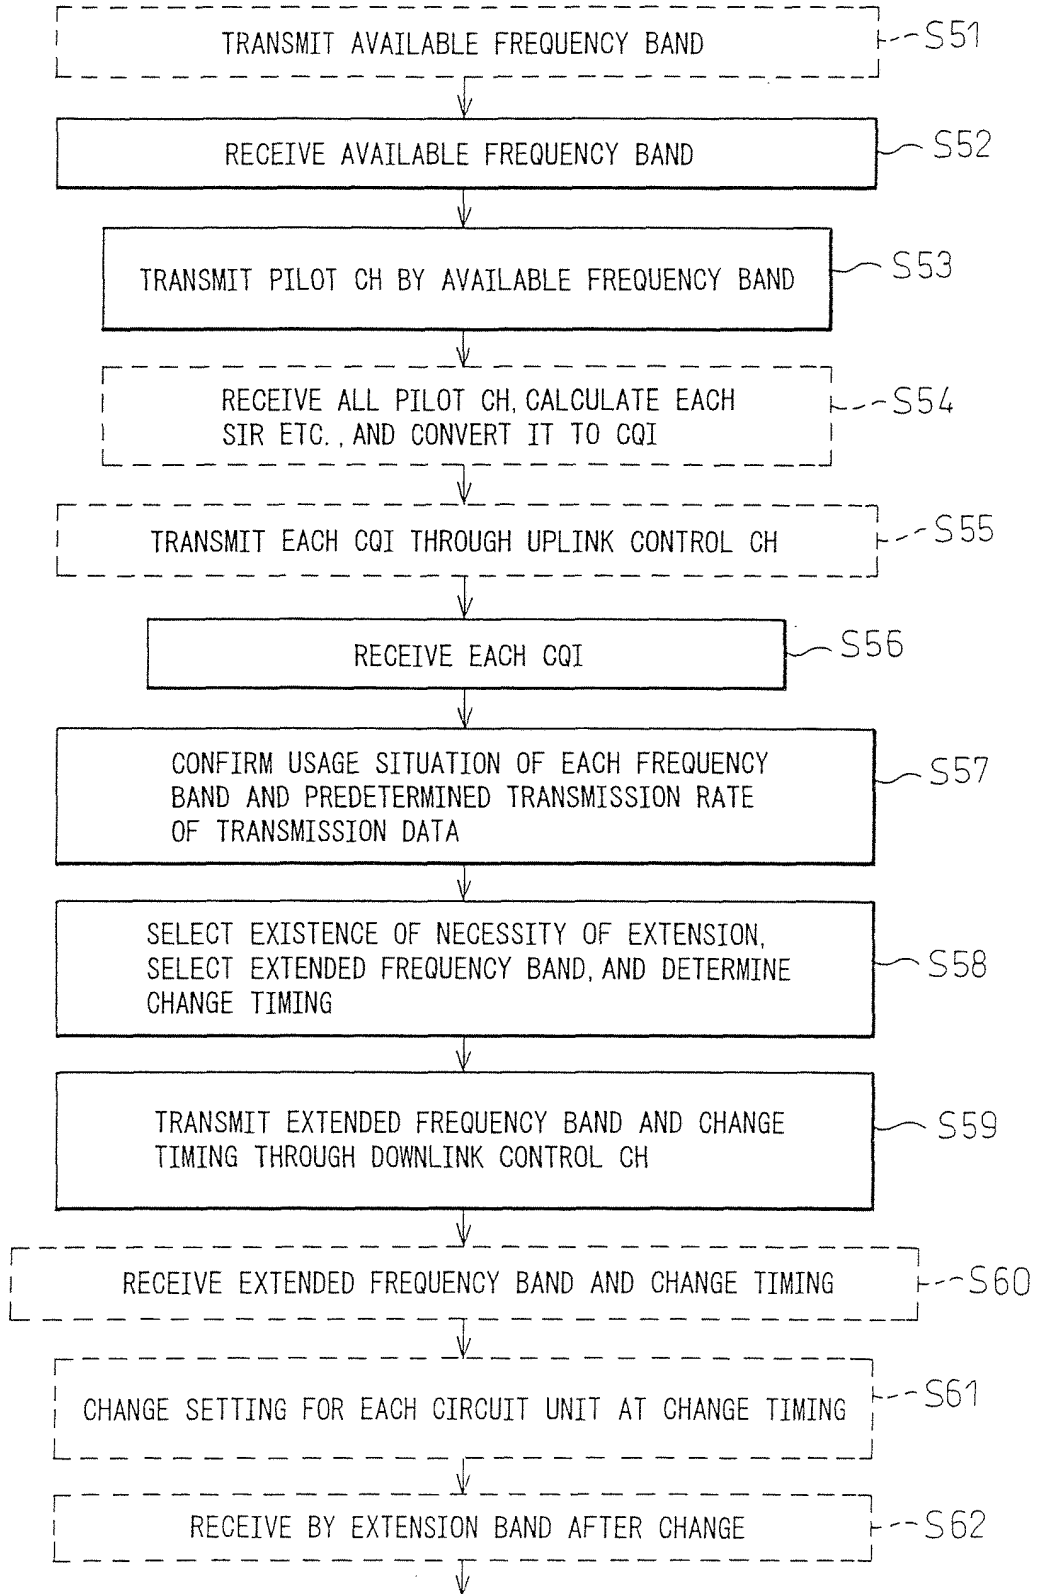 TRANSMIT AVAILABLE FREQUENCY BAND
S51
RECEIVE AVAILABLE FREQUENCY BAND
S52
TRANSMIT PILOT CH BY AVAILABLE FREQUENCY BAND
S53
RECEIVE ALL PILOT CH, CALCULATE EACH
SIR ETC., AND CONVERT IT TO CQI
S54
TRANSMIT EACH CQI THROUGH UPLINK CONTROL CH
S55
RECEIVE EACH CQI
S56
CONFIRM USAGE SITUATION OF EACH FREQUENCY
BAND AND PREDETERMINED TRANSMISSION RATE
OF TRANSMISSION DATA
S57
SELECT EXISTENCE OF NECESSITY OF EXTENSION,
SELECT EXTENDED FREQUENCY BAND, AND DETERMINE
CHANGE TIMING
S58
TRANSMIT EXTENDED FREQUENCY BAND AND CHANGE
TIMING THROUGH DOWNLINK CONTROL CH
S59
RECEIVE EXTENDED FREQUENCY BAND AND CHANGE TIMING
S60
CHANGE SETTING FOR EACH CIRCUIT UNIT AT CHANGE TIMING
S61
RECEIVE BY EXTENSION BAND AFTER CHANGE
S62